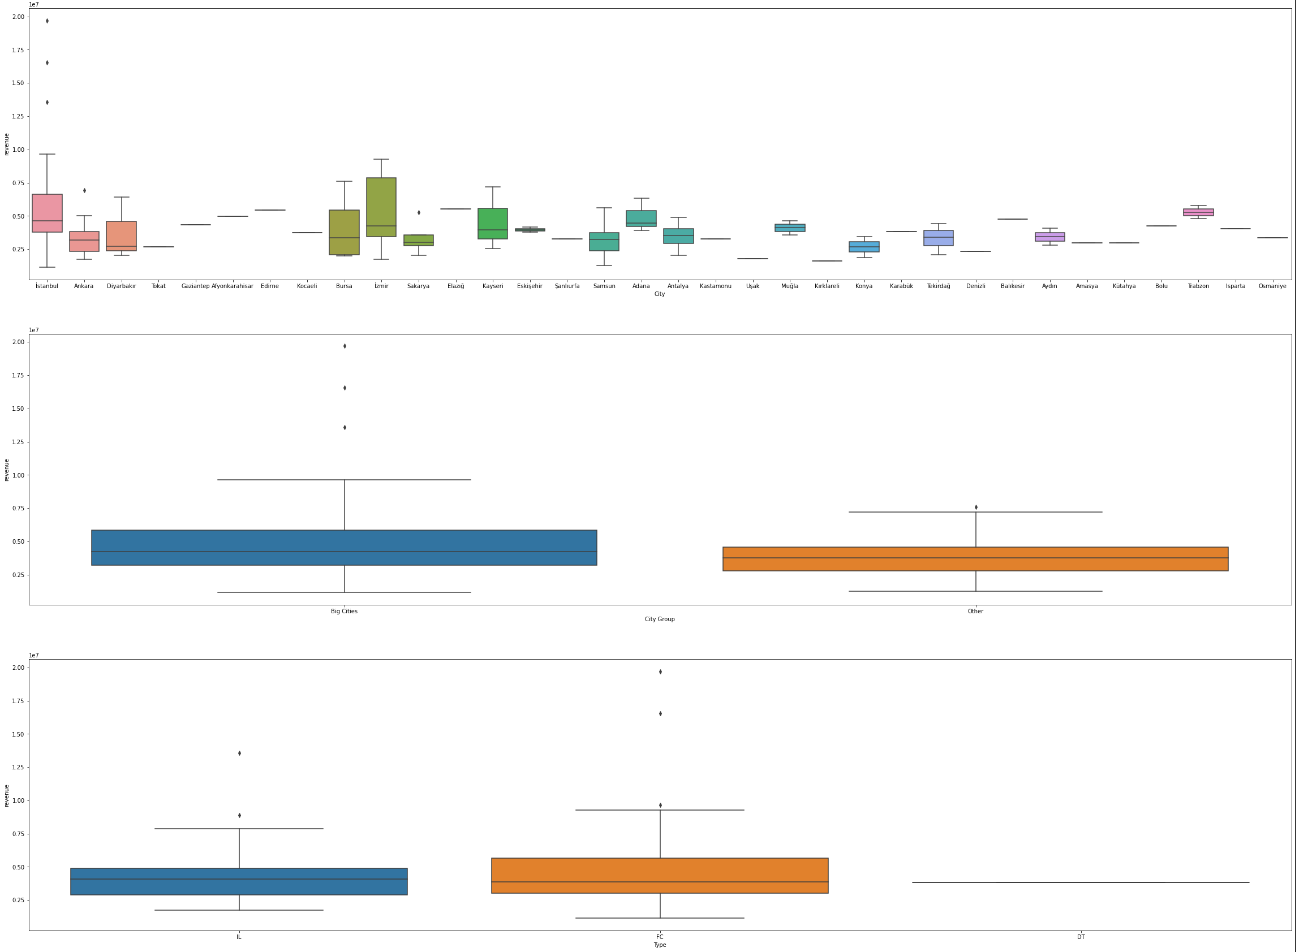 1e7
2.00
1.75
1.50
1.25
1.00
0.75
0.50
0.25
revenue
İstanbul Ankara Diyarbakır Tokat Gaziantep Afyonkarahisar Edirne Kocaeli Bursa İzmir Sakarya Elazığ Kayseri Eskişehir Şanlıurfa Samsun Adana Antalya Kastamonu Uşak Muğla Kırklareli Konya Karabük Tekirdağ Denizli Balıkesir Aydın Amasya Kütahya Bolu Trabzon Isparta Osmaniye
City
1e7
2.00
1.75
1.50
1.25
1.00
0.75
0.50
0.25
revenue
Big Cities Other
City Group
1e7
2.00
1.75
1.50
1.25
1.00
0.75
0.50
0.25
revenue
IL FC DT
Type